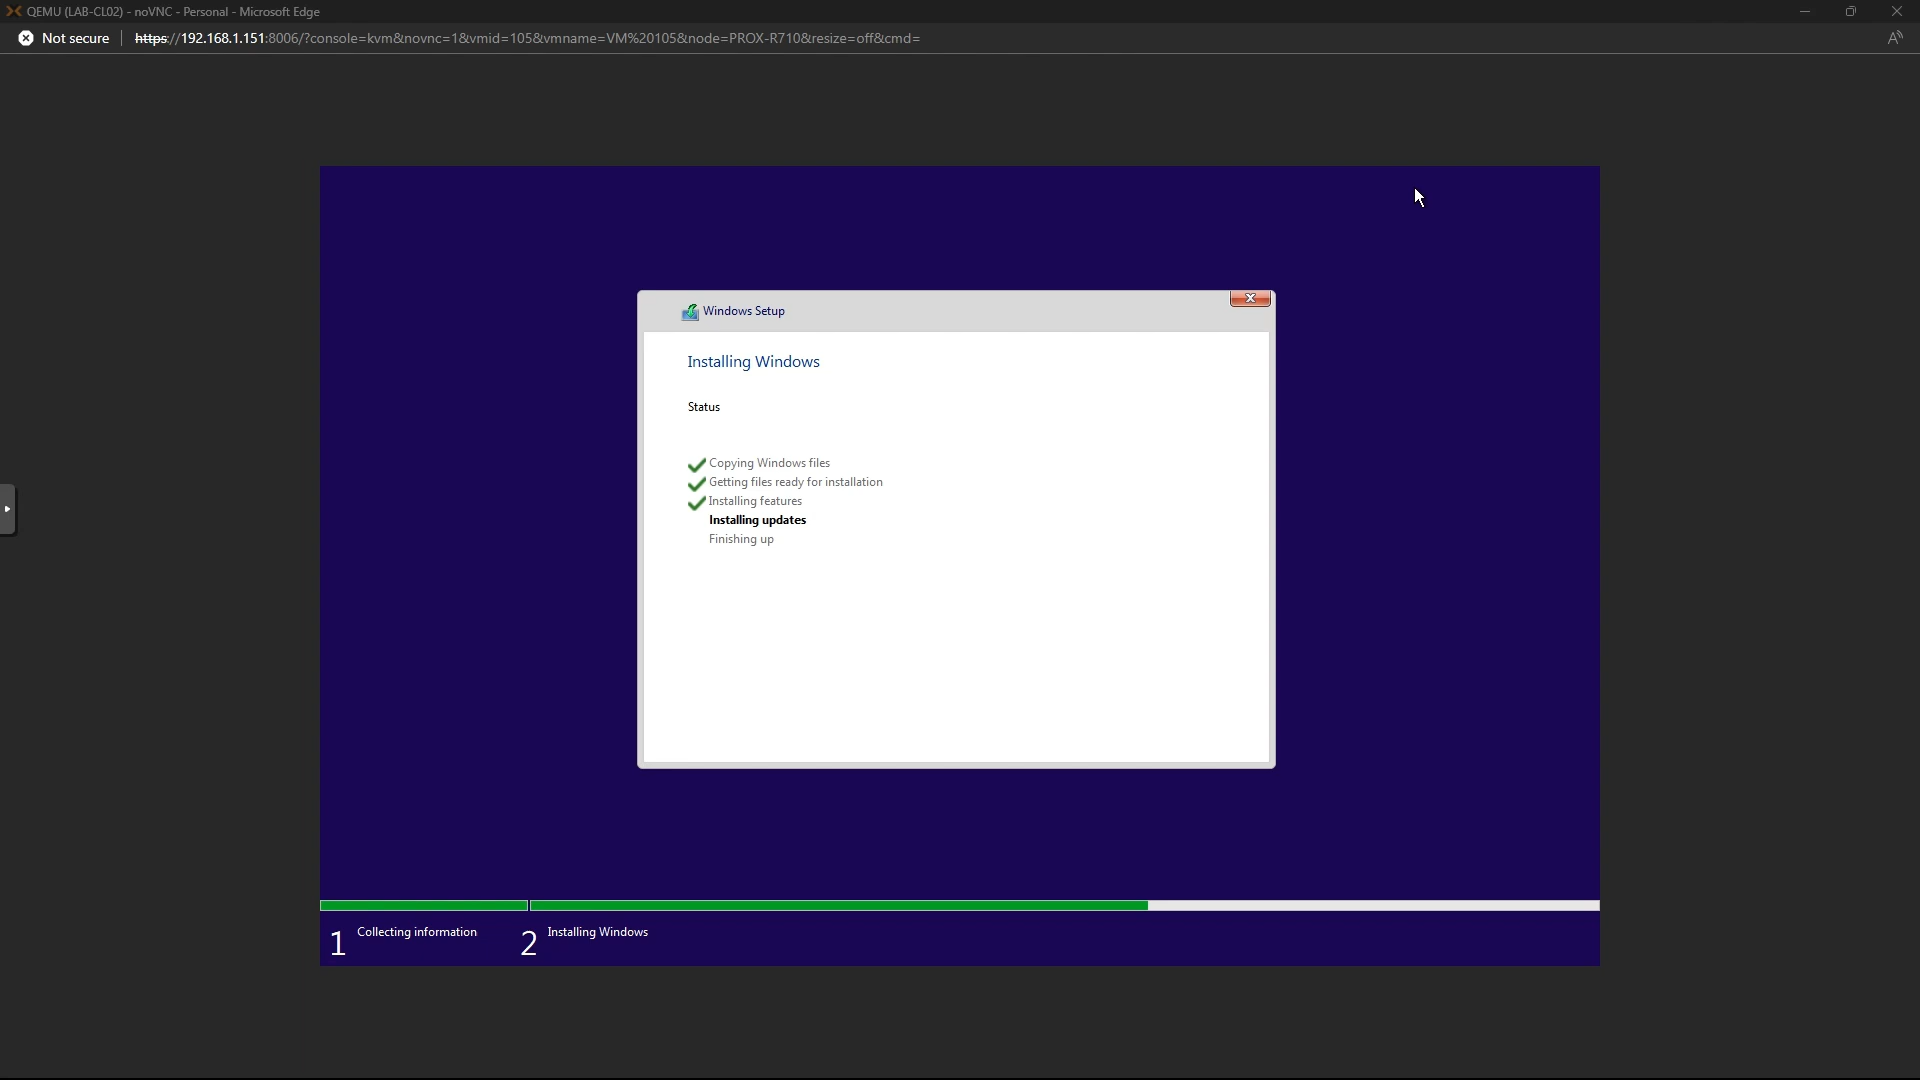 QEMU (LAB-CL02) - noVNC - Personal - Microsoft Edge
Not secure https://192.168.1.151:8006/?console=kvm&novnc=1&vmid=105&vmname=VM%20105&node=PROX-R710&resize=off&cmd=
Windows Setup
Installing Windows
Status
Copying Windows files
Getting files ready for installation
Installing features
Installing updates
Finishing up
1 Collecting information 2 Installing Windows